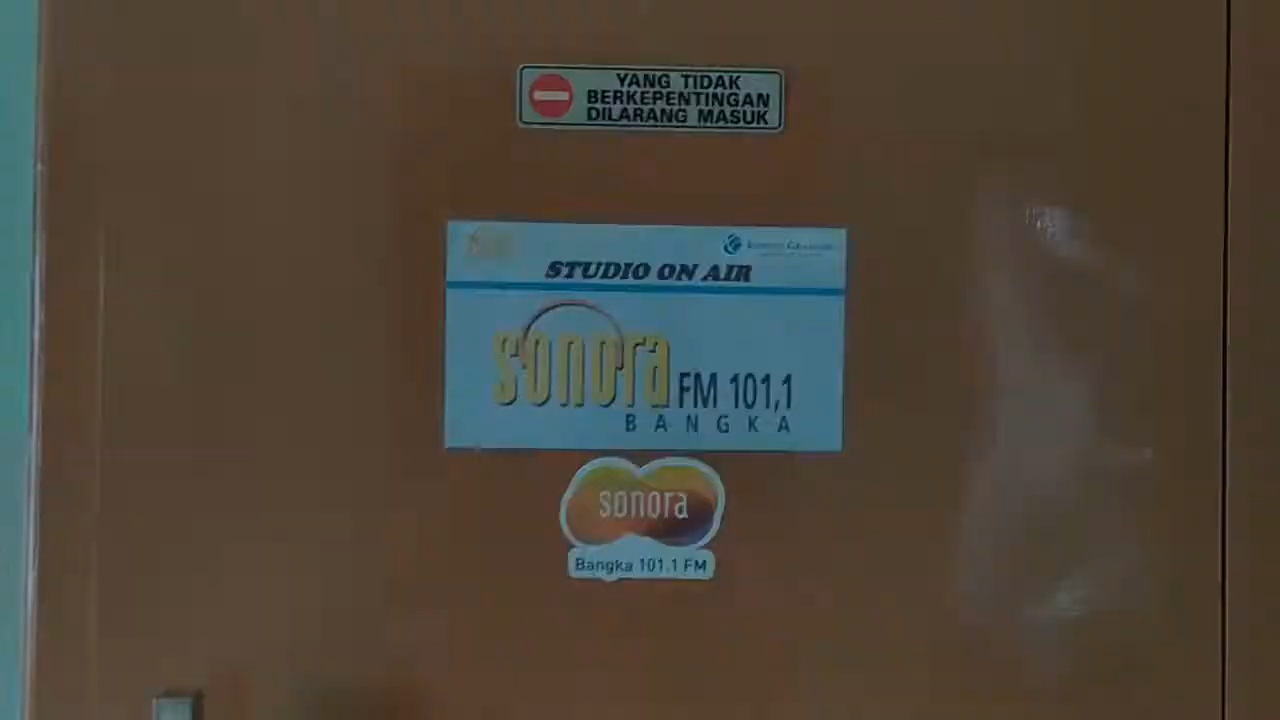 YANG TIDAK
BERKEPENTINGAN
DILARANG MASUK
STUDIO ON AIR
sonora FM 101,1
BANGKA
sonora
Bangka 101.1 FM